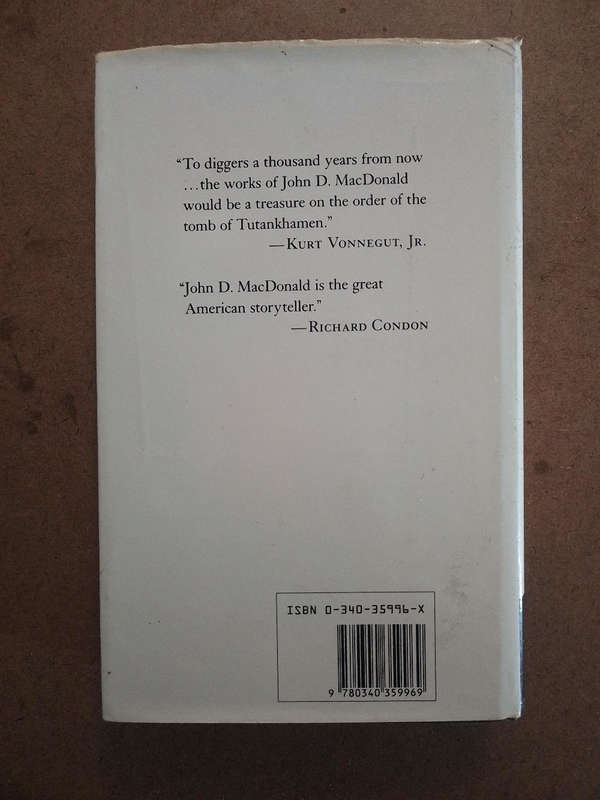 “To diggers a thousand years from now
...the works of John D. MacDonald
would be a treasure on the order of the
tomb of Tutankhamen.”
—Kurt Vonnegut, Jr.
“John D. MacDonald is the great
American storyteller.”
—Richard Condon
ISBN 0-340-35996-X
9 780340 359969